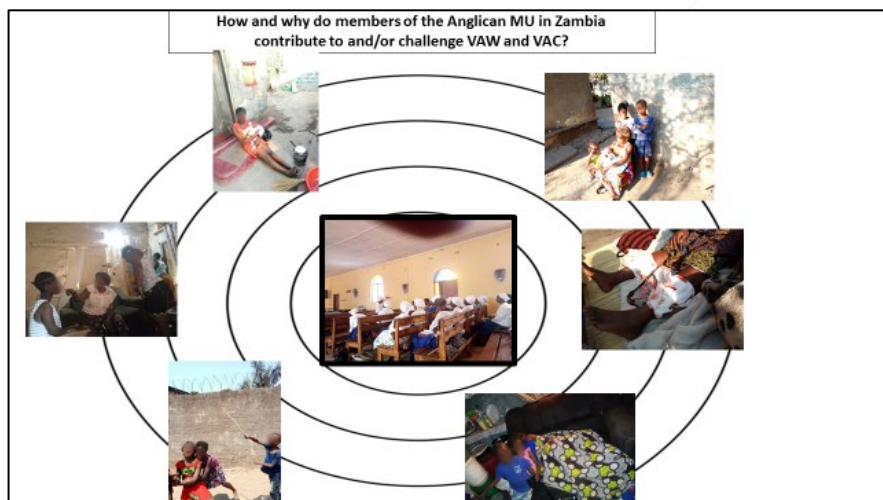 How and why do members of the Anglican MU in Zambia
contribute to and/or challenge VAW and VAC?